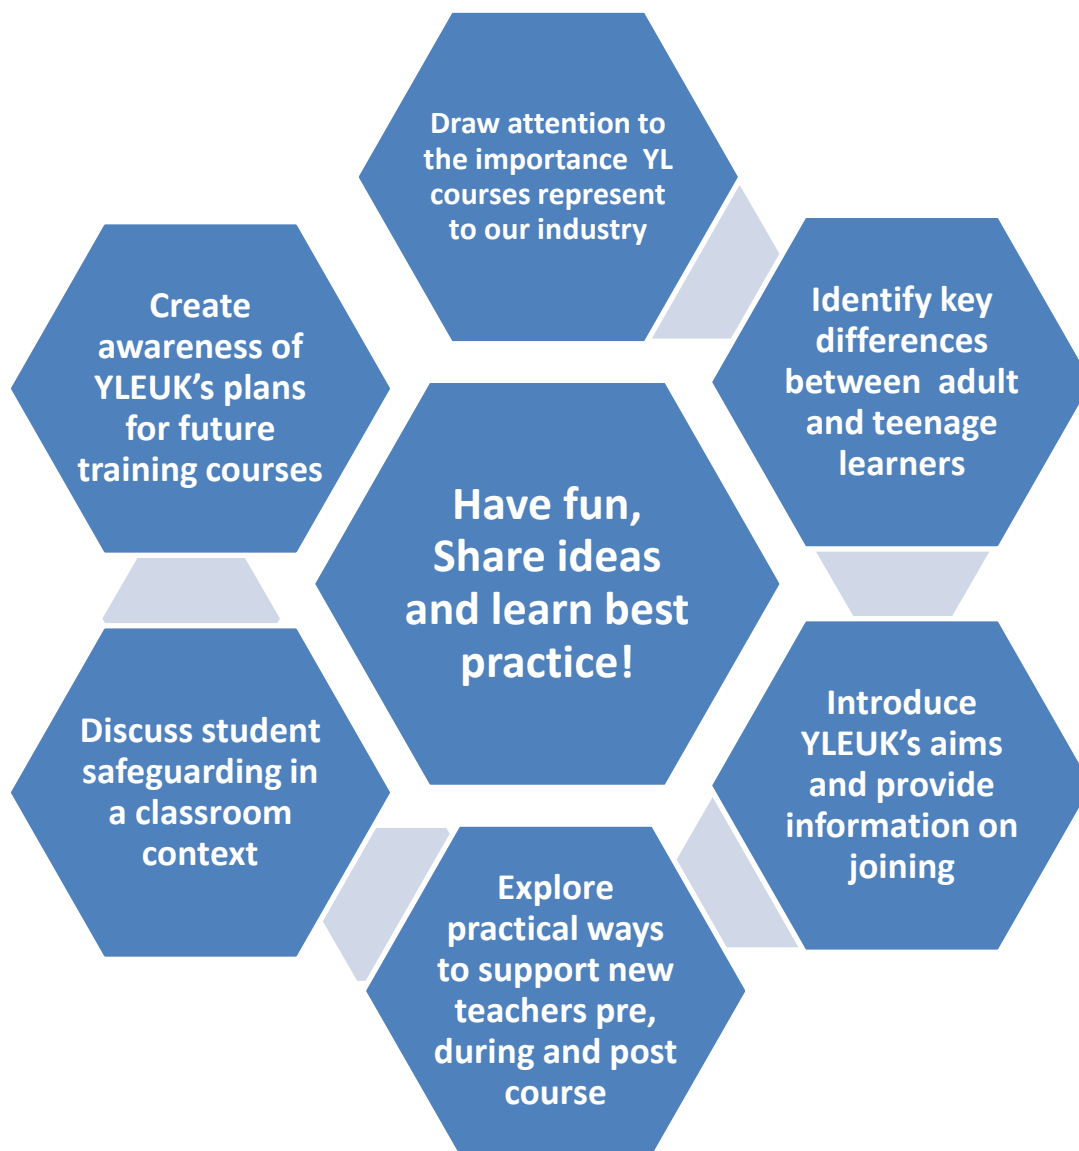 Draw attention to
the importance  YL
courses represent
to our industry
Identify key
differences
between  adult
and teenage
learners
Introduce
YLEUK’s aims
and provide
information on
joining
Explore
practical ways
to support new
teachers pre,
during and post
course
Discuss student
safeguarding in
a classroom
context
Create
awareness of
YLEUK’s plans
for future
training courses
Have fun,
Share ideas
and learn best
practice!